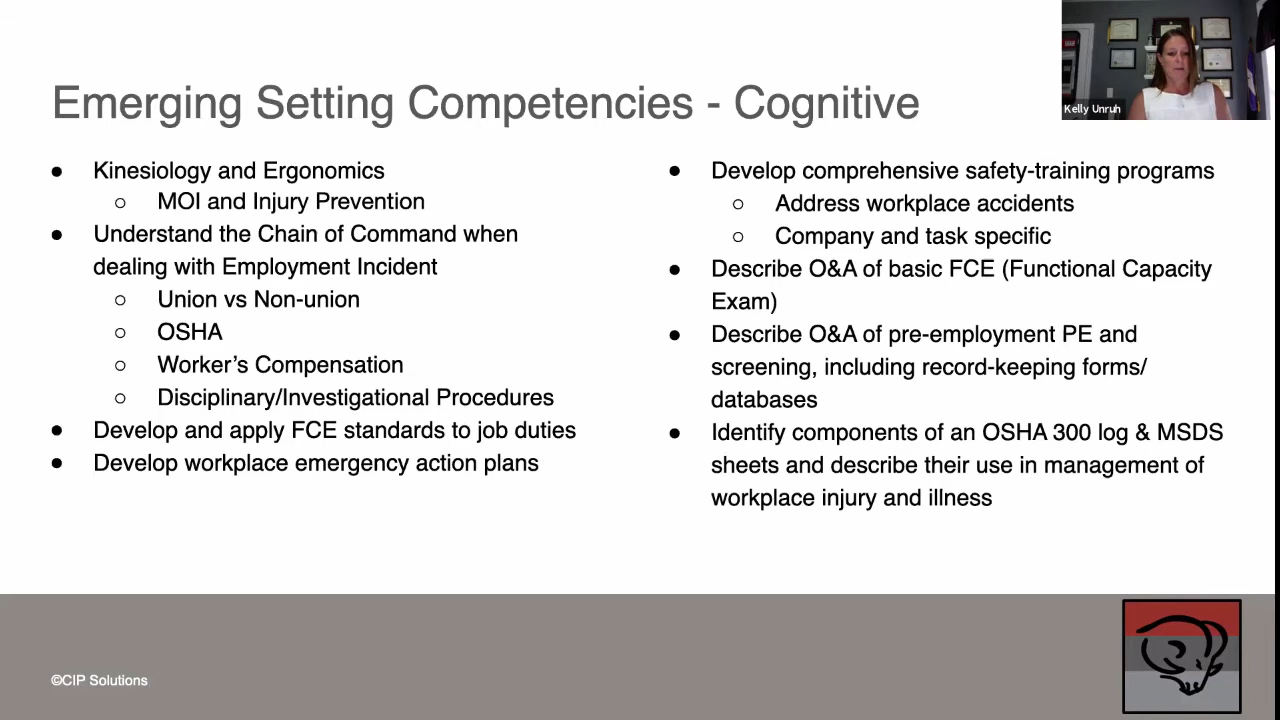 Emerging Setting Competencies - Cognitive
● Kinesiology and Ergonomics
○ MOI and Injury Prevention
● Understand the Chain of Command when
dealing with Employment Incident
○ Union vs Non-union
○ OSHA
○ Worker's Compensation
○ Disciplinary/Investigational Procedures
● Develop and apply FCE standards to job duties
● Develop workplace emergency action plans
● Develop comprehensive safety-training programs
○ Address workplace accidents
○ Company and task specific
● Describe O&A of basic FCE (Functional Capacity
Exam)
● Describe O&A of pre-employment PE and
screening, including record-keeping forms/
databases
● Identify components of an OSHA 300 log & MSDS
sheets and describe their use in management of
workplace injury and illness
Kelly Unruh
©CIP Solutions